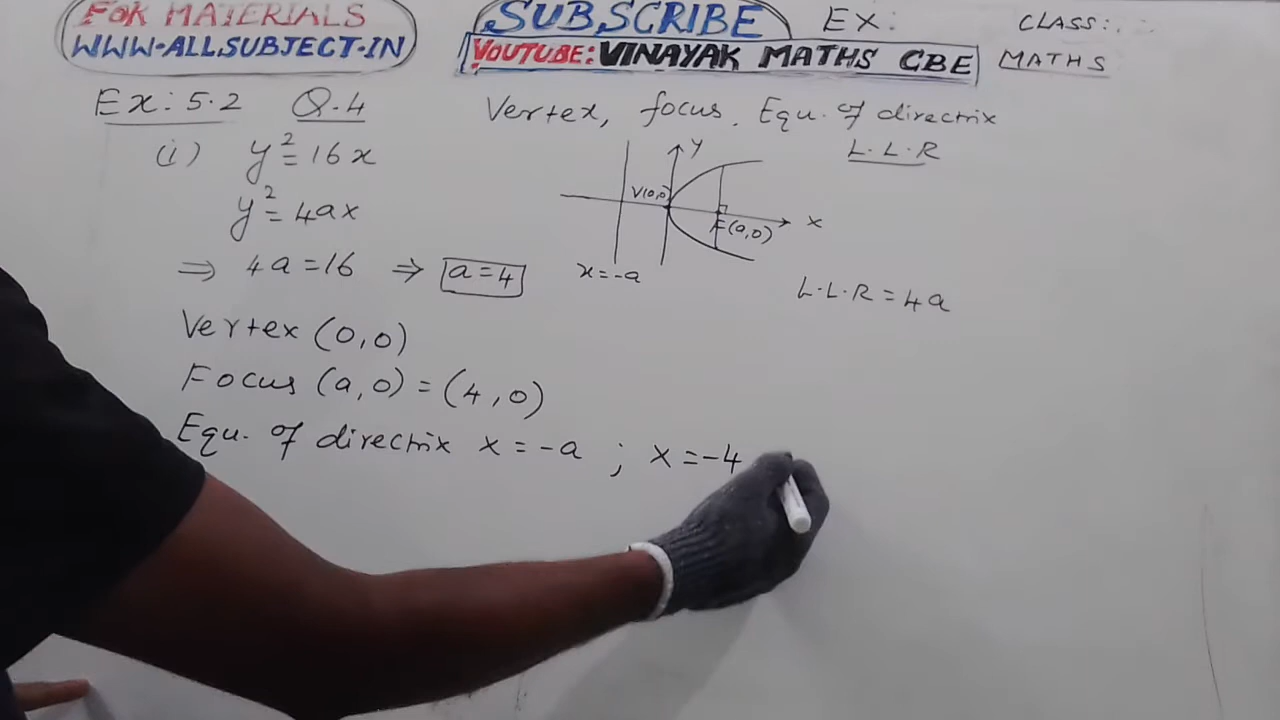 FOR MATERIALS
WWW.ALLSUBJECT.IN
SUBSCRIBE
YOUTUBE: VINAYAK MATHS CBE
EX:
CLASS:
MATHS
Ex: 5.2 Q.4
Vertex, focus, Equ. of directrix
L.L.R
(i) y² = 16x
y² = 4ax
⇒ 4a = 16 ⇒ a = 4
y
V(0,0)
x
F(a,0)
x = -a
L.L.R = 4a
Vertex (0,0)
Focus (a,0) = (4,0)
Equ. of directrix x = -a ; x = -4